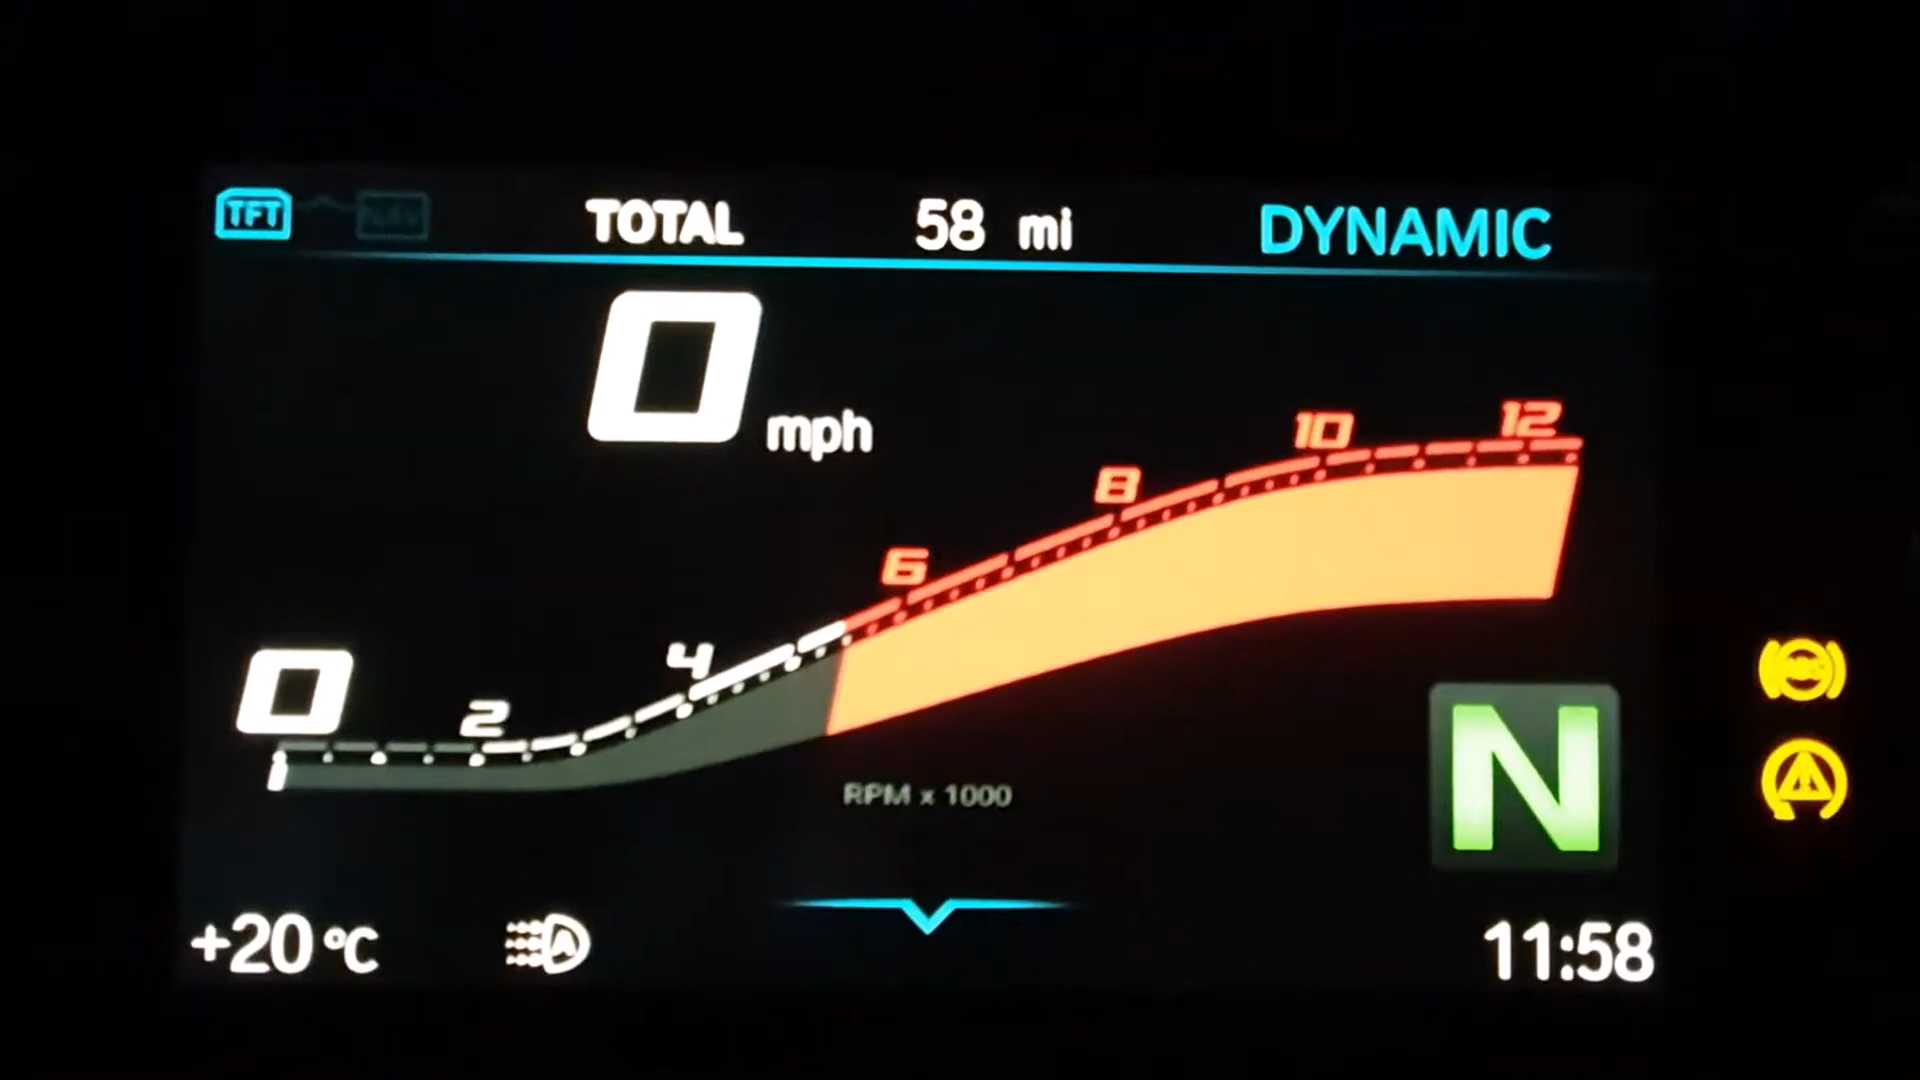 TFT NAV TOTAL 58 mi DYNAMIC
0 mph
10 12
8
6
4
0 2
N
RPM x 1000
+20 °C A 11:58